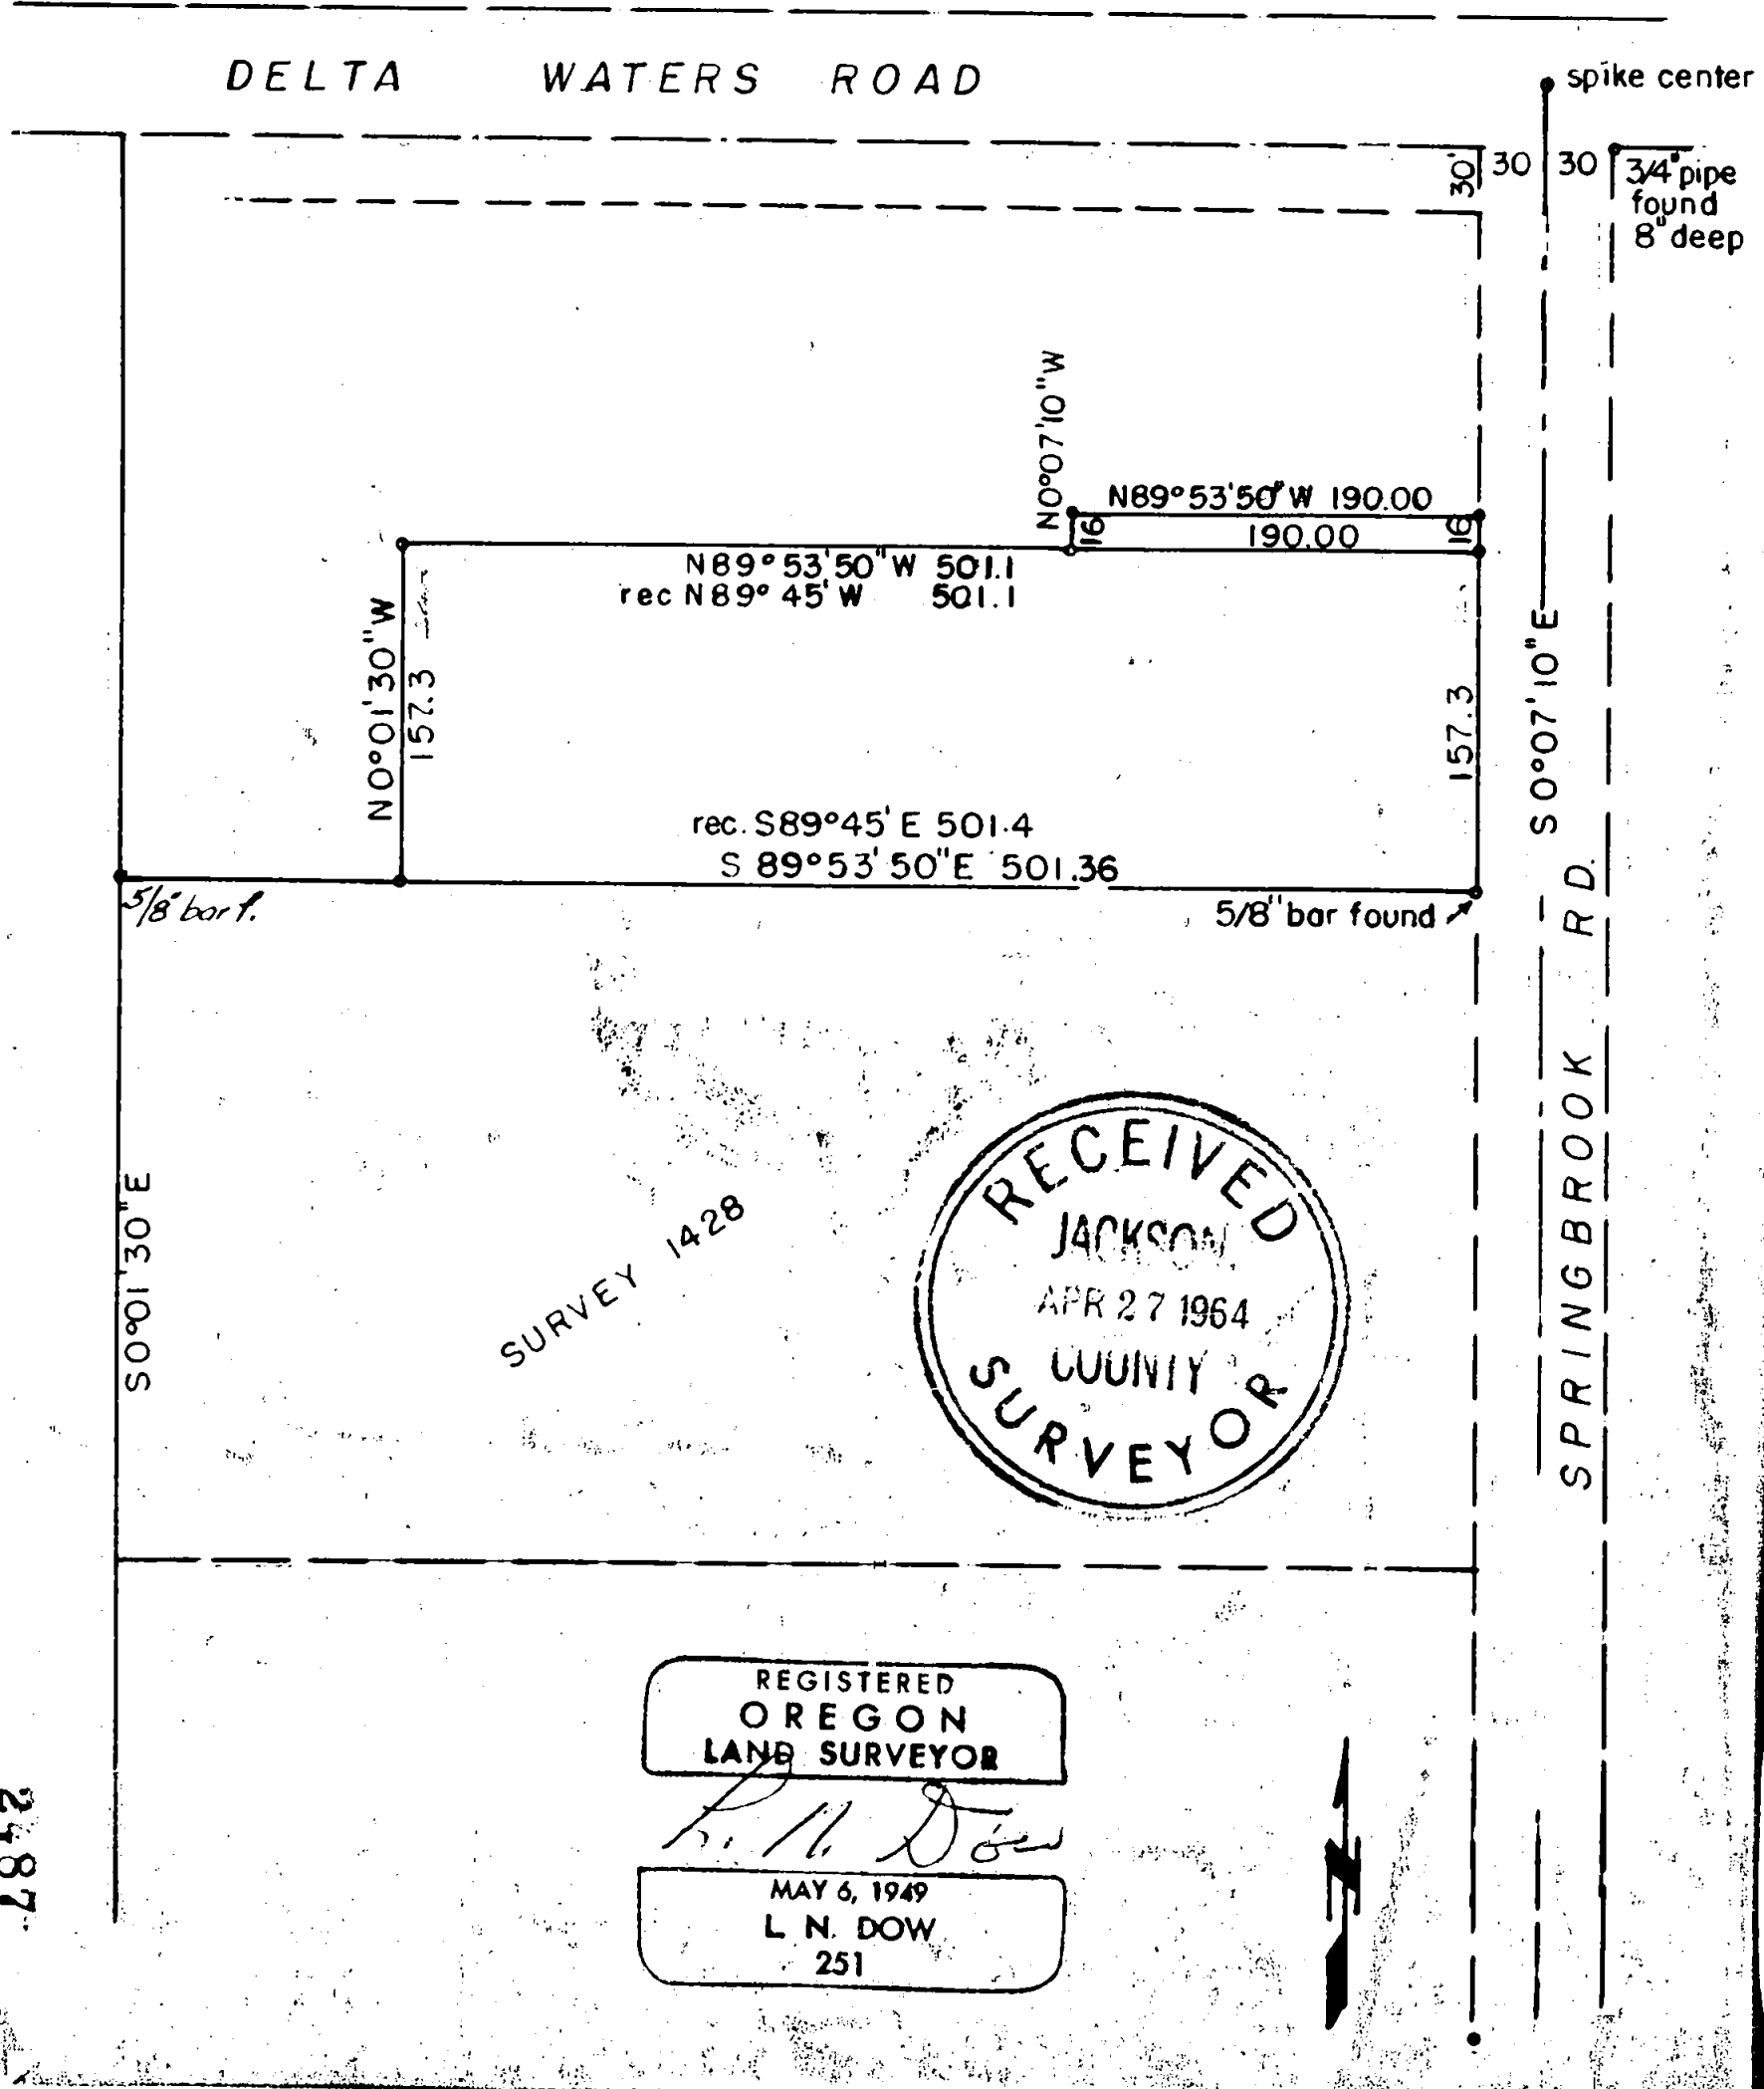 DELTA WATERS ROAD
spike center
30'
30
30
3/4" pipe
found
8" deep
N0°07'10"W
N89°53'50"W 190.00
16
190.00
16
N89°53'50"W 501.1
rec N89°45'W 501.1
N0°01'30"W
157.3
157.3
S0°07'10"E
rec. S89°45'E 501.4
S 89°53'50"E 501.36
5/8" bar f.
5/8" bar found
SPRINGBROOK RD.
S0°01'30"E
SURVEY 1428
RECEIVED
JACKSON
APR 27 1964
COUNTY
SURVEYOR
REGISTERED
OREGON
LAND SURVEYOR
L. N. Dow
MAY 6, 1949
L. N. DOW
251
N
2487